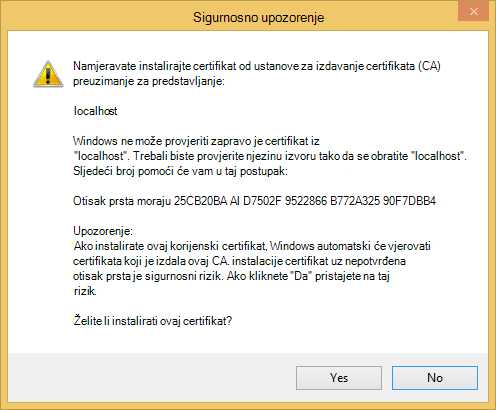 Sigurnosno upozorenje
Namjeravate instalirajte certifikat od ustanove za izdavanje certifikata (CA)
preuzimanje za predstavljanje:
localhost
Windows ne može provjeriti zapravo je certifikat iz
"localhost". Trebali biste provjerite njezinu izvoru tako da se obratite "localhost".
Sljedeći broj pomoći će vam u taj postupak:
Otisak prsta moraju 25CB20BA AI D7502F 9522866 B772A325 90F7DBB4
Upozorenje:
Ako instalirate ovaj korijenski certifikat, Windows automatski će vjerovati
certifikata koji je izdala ovaj CA. instalacije certifikat uz nepotvrđena
otisak prsta je sigurnosni rizik. Ako kliknete "Da" pristajete na taj
rizik.
Želite li instalirati ovaj certifikat?
Yes
No